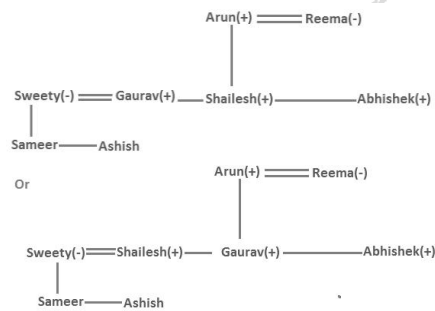 Arun(+) Reema(-)
Sweety(-) Gaurav(+) Shailesh(+) Abhishek(+)
Sameer Ashish
Or
Arun(+) Reema(-)
Sweety(-) Shailesh(+) Gaurav(+) Abhishek(+)
Sameer Ashish